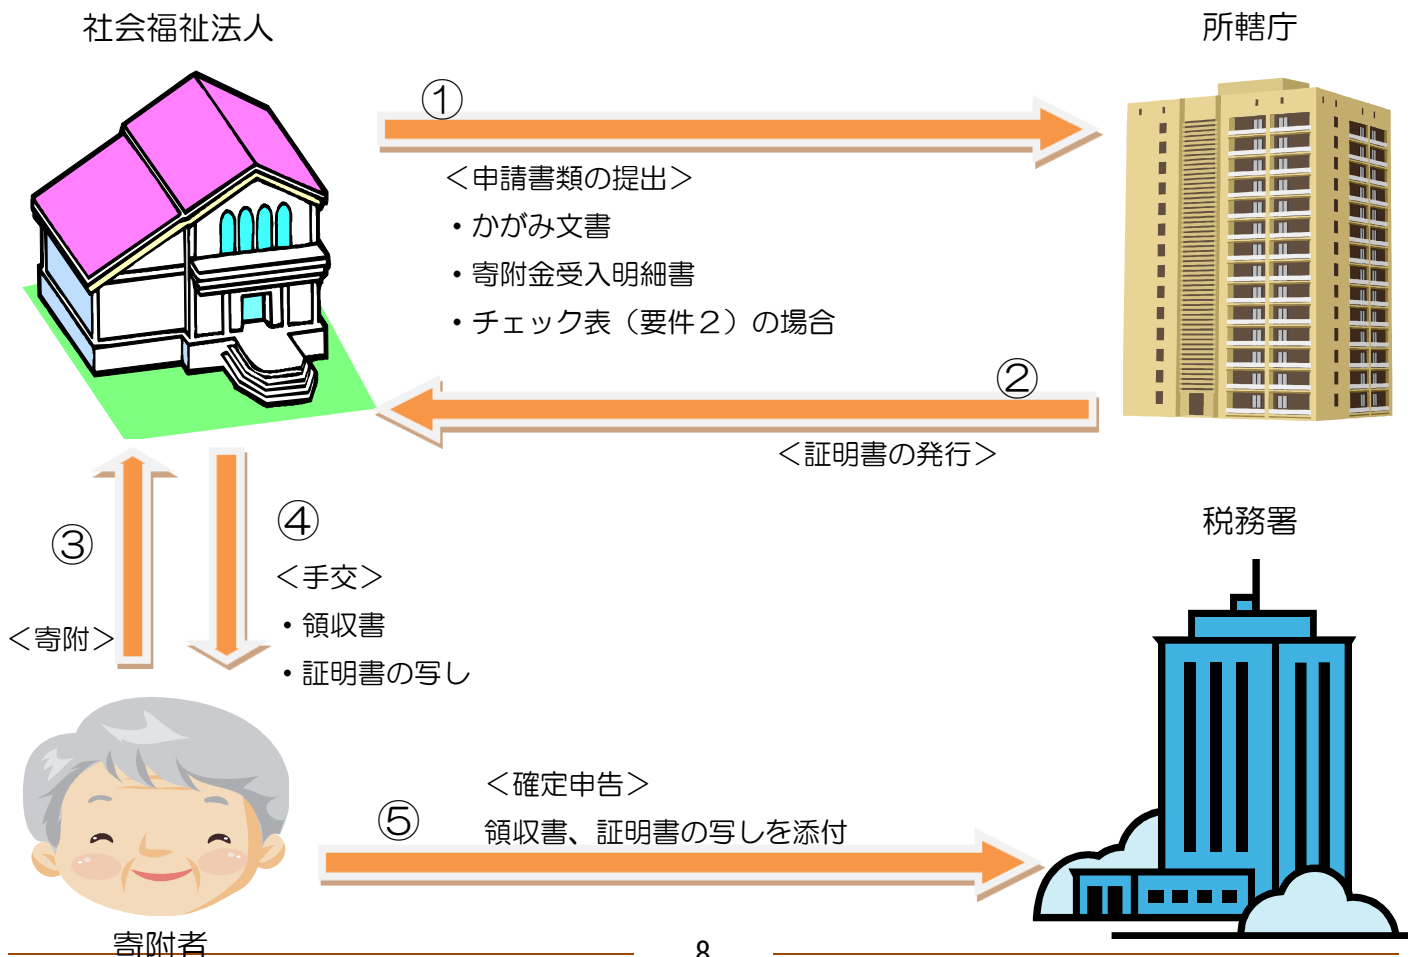 社会福祉法人
所轄庁
①
＜申請書類の提出＞
・かがみ文書
・寄附金受入明細書
・チェック表（要件２）の場合
②
＜証明書の発行＞
③
＜寄附＞
④
＜手交＞
・領収書
・証明書の写し
税務署
⑤
＜確定申告＞
領収書、証明書の写しを添付
寄附者
8